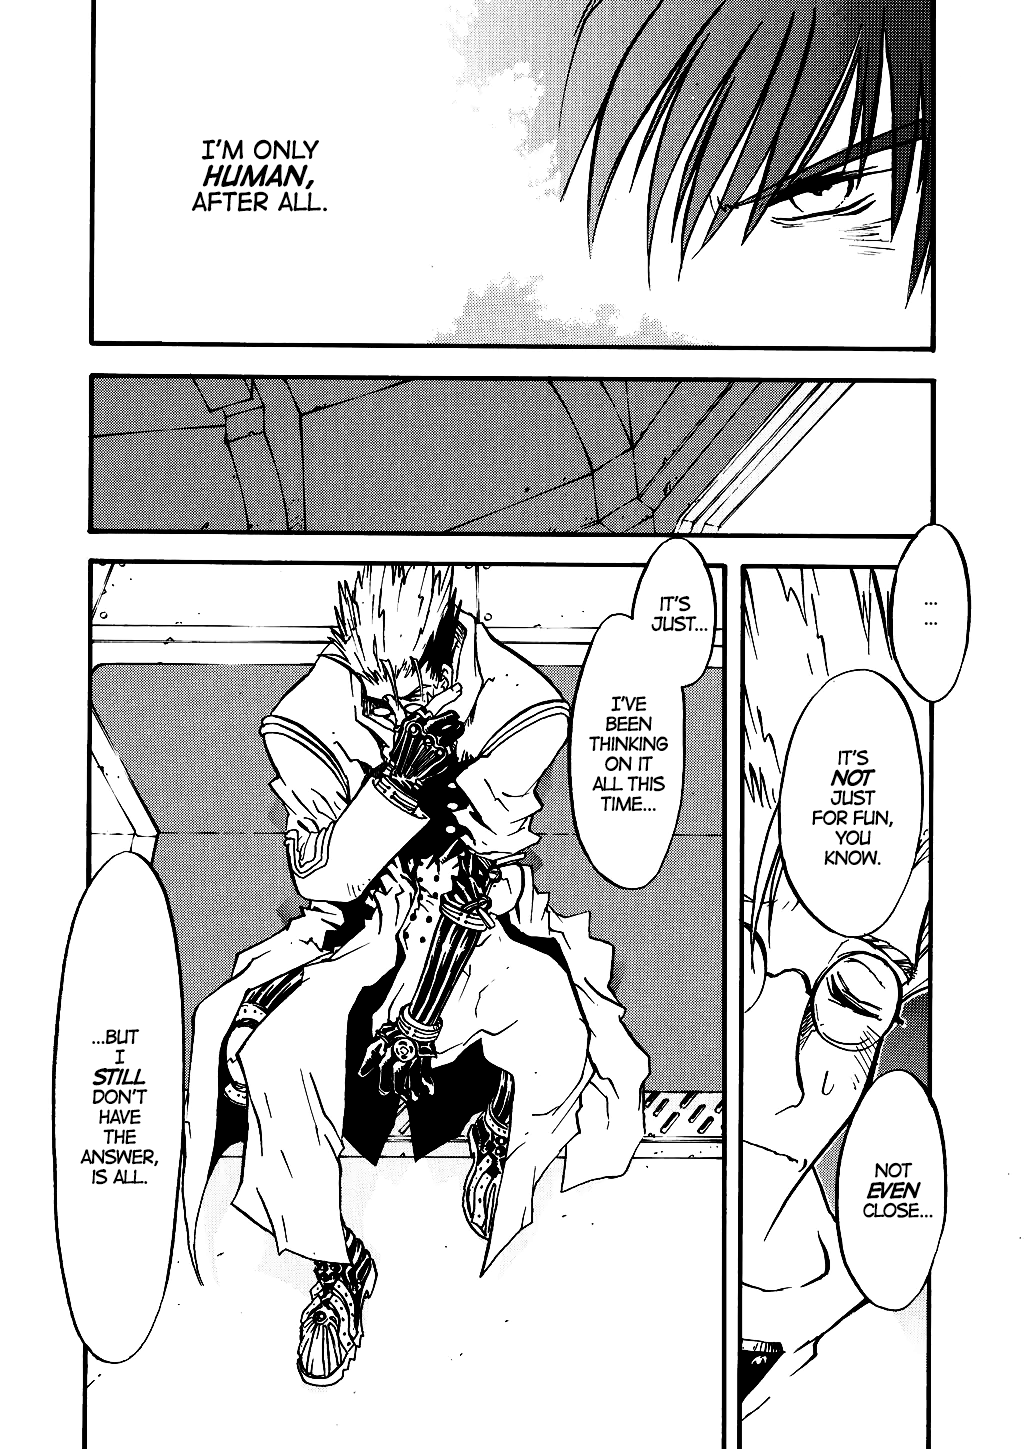 I'M ONLY
HUMAN,
AFTER ALL.
...
...
IT'S
NOT
JUST
FOR FUN,
YOU
KNOW.
NOT
EVEN
CLOSE...
IT'S
JUST...
I'VE
BEEN
THINKING
ON IT
ALL THIS
TIME...
...BUT
I
STILL
DON'T
HAVE
THE
ANSWER,
IS ALL.